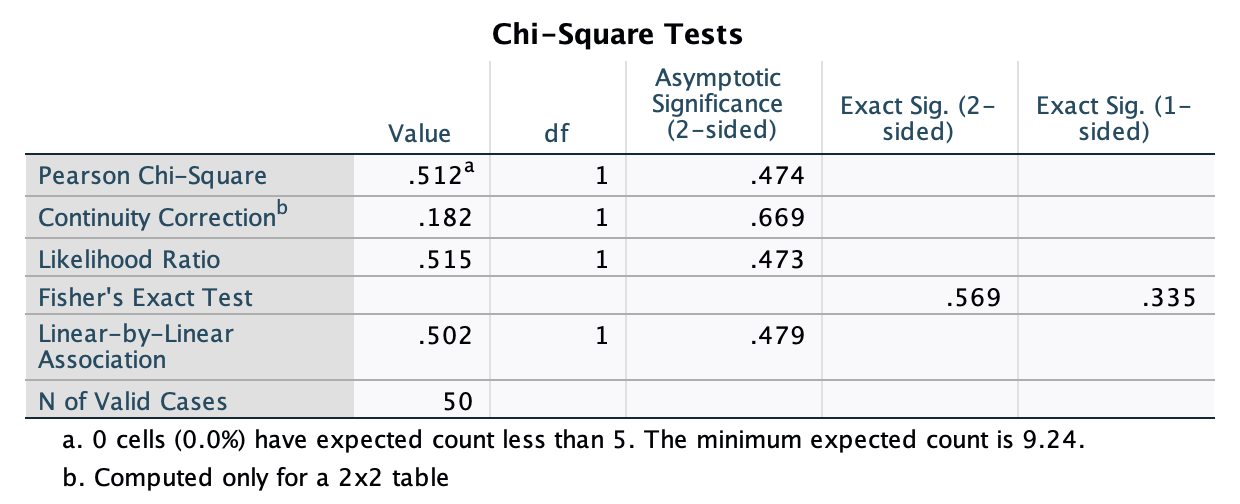 Chi-Square Tests
Value df Asymptotic Significance (2-sided) Exact Sig. (2-sided) Exact Sig. (1-sided)
Pearson Chi-Square .512a 1 .474
Continuity Correctionb .182 1 .669
Likelihood Ratio .515 1 .473
Fisher's Exact Test .569 .335
Linear-by-Linear Association .502 1 .479
N of Valid Cases 50
a. 0 cells (0.0%) have expected count less than 5. The minimum expected count is 9.24.
b. Computed only for a 2x2 table